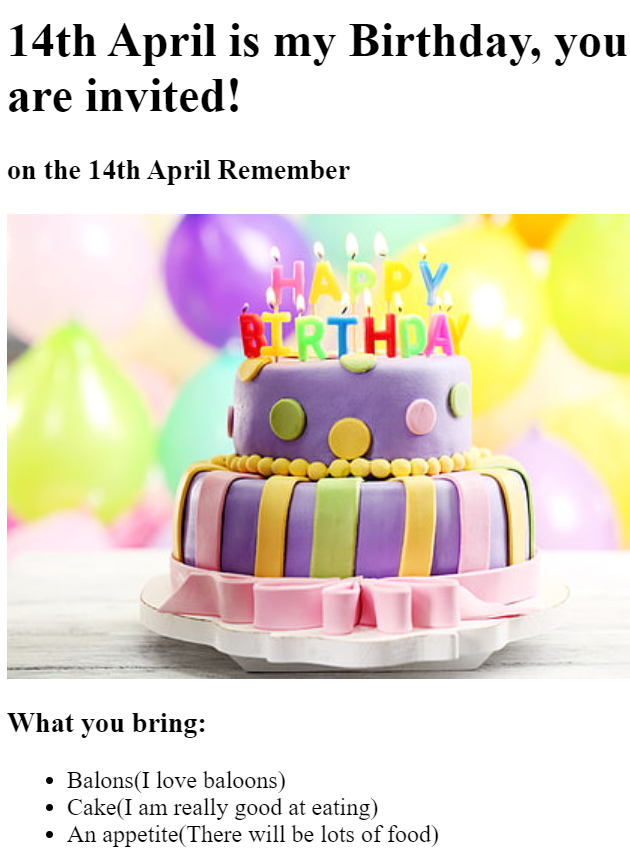 14th April is my Birthday, you
are invited!
on the 14th April Remember
HAPPY
BIRTHDAY
What you bring:
Balons(I love baloons)
Cake(I am really good at eating)
An appetite(There will be lots of food)